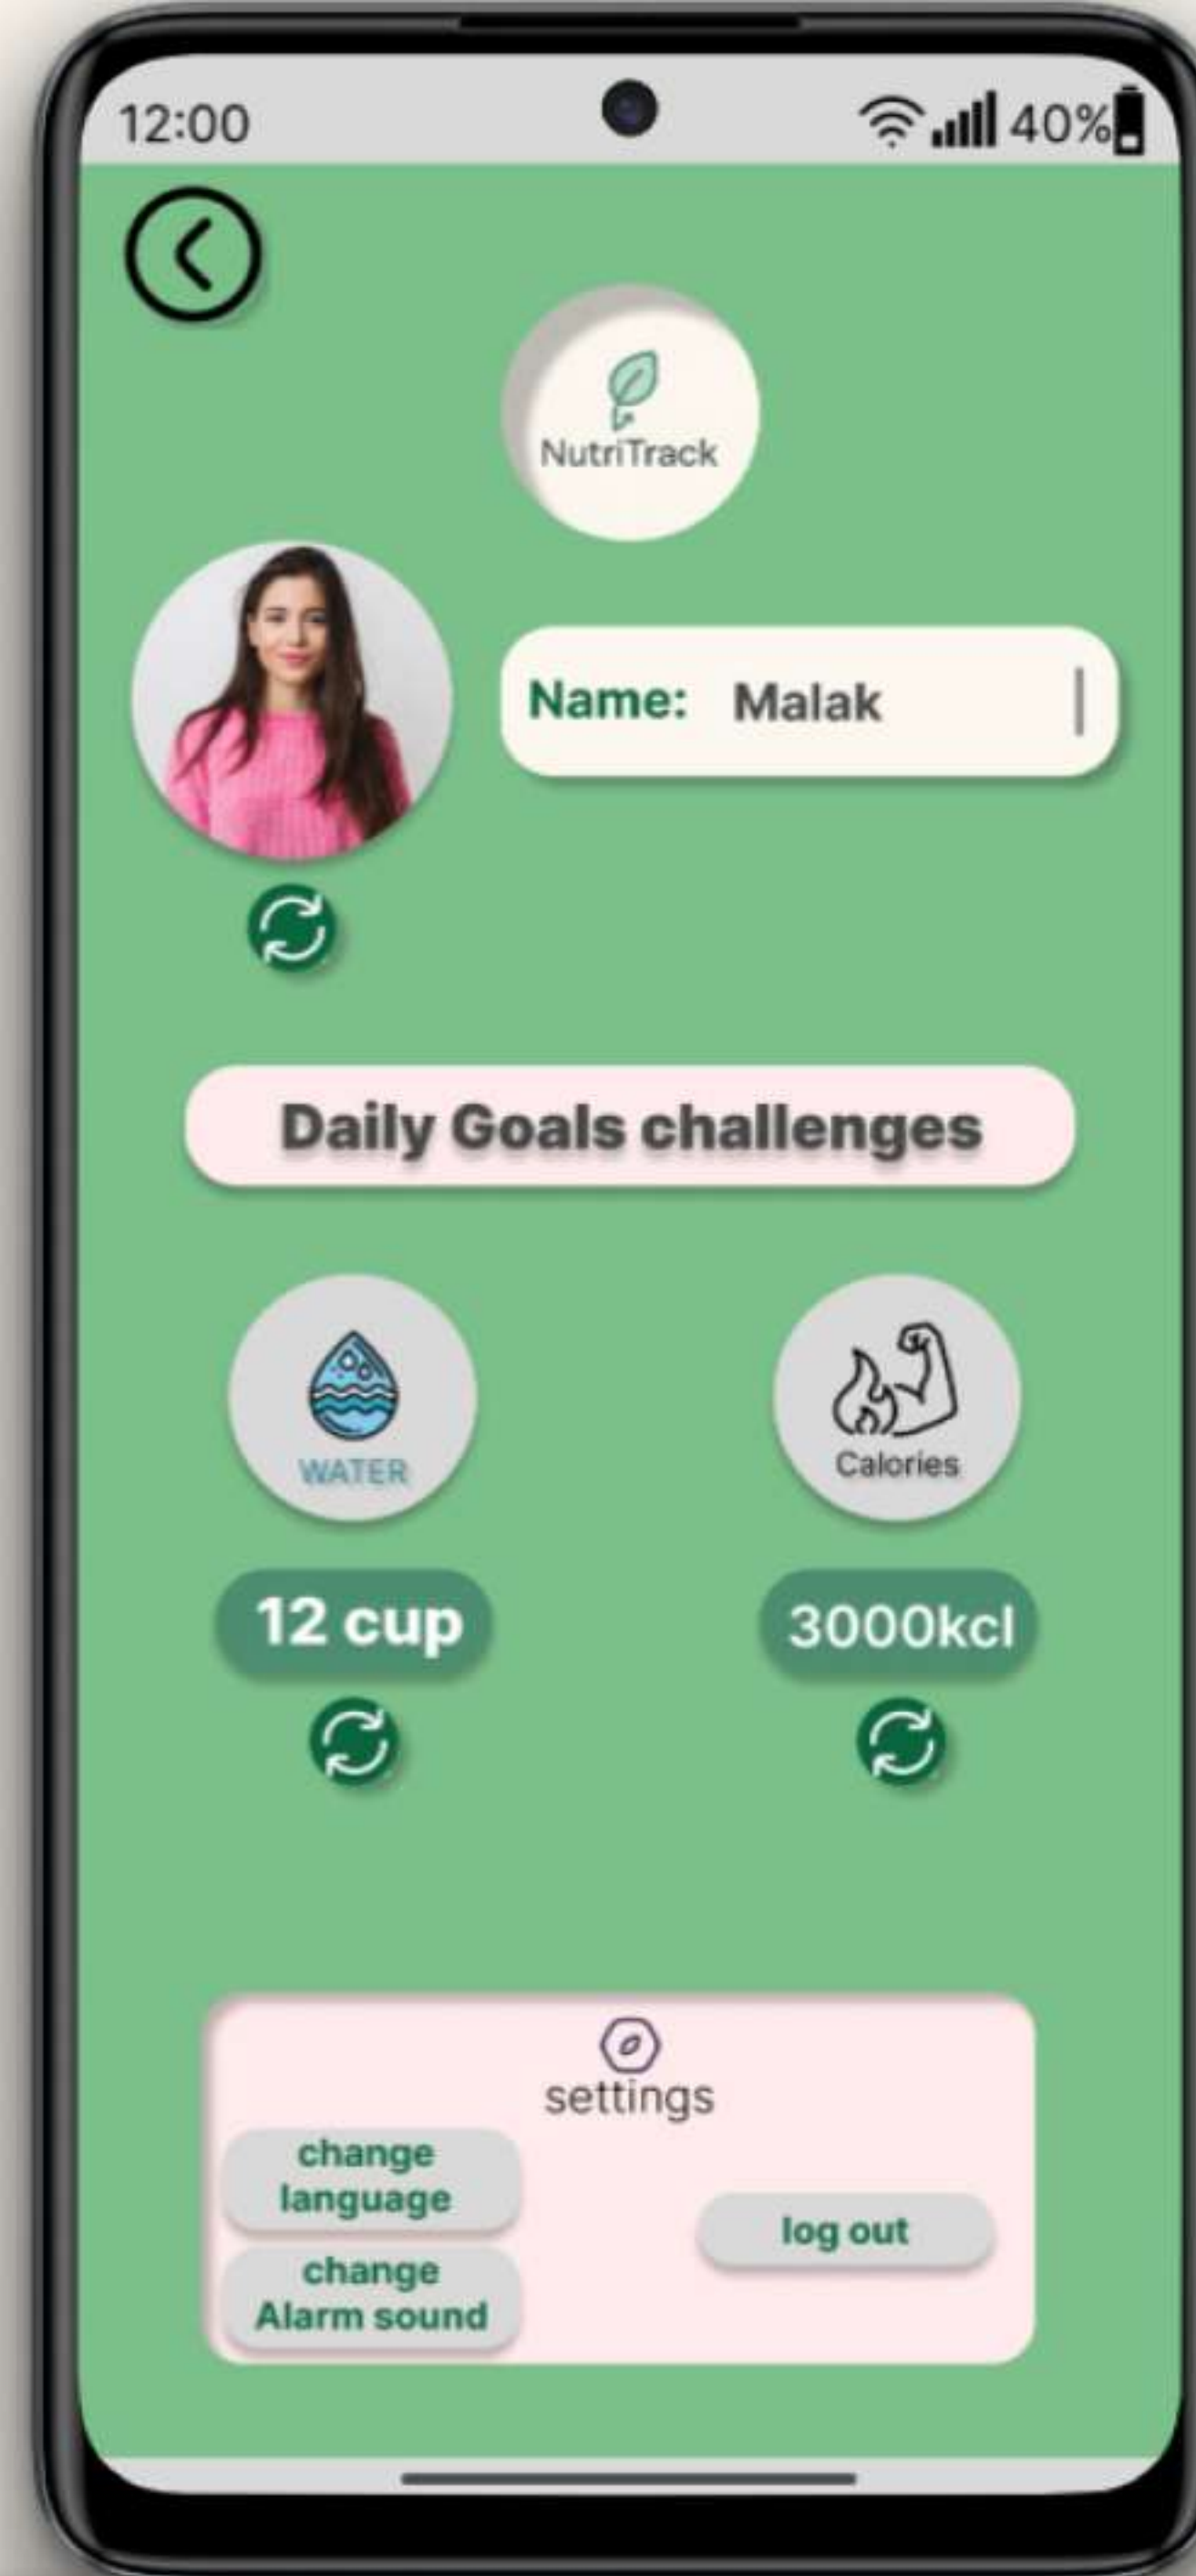 12:00 40%
NutriTrack
Name: Malak
Daily Goals challenges
WATER
Calories
12 cup
3000kcl
settings
change
language
log out
change
Alarm sound